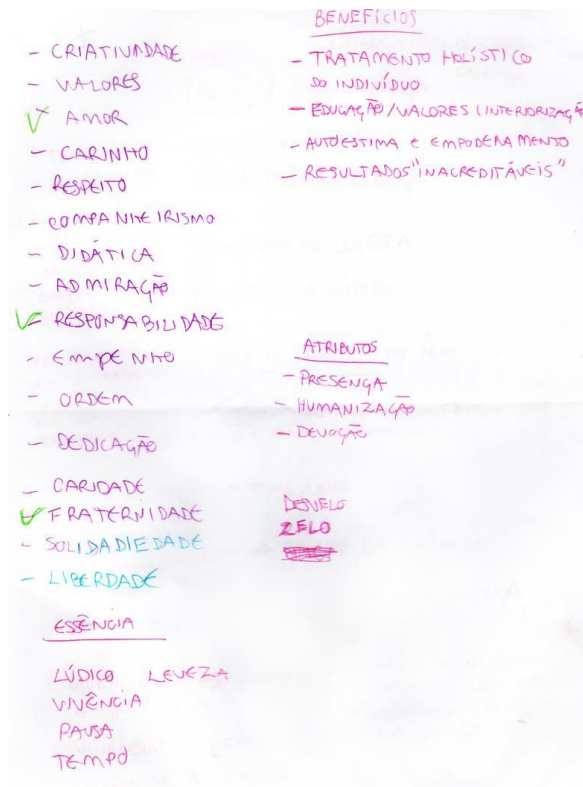 - CRIATIVIDADE
- VALORES
- AMOR
- CARINHO
- RESPEITO
- COMPANHEIRISMO
- DIDÁTICA
- ADMIRAÇÃO
- RESPONSABILIDADE
- EMPENHO
- ORDEM
- DEDICAÇÃO
- CARIDADE
- FRATERNIDADE
- SOLIDADIEDADE
- LIBERDADE
ESSÊNCIA
LÚDICO LEVEZA
VIVÊNCIA
PAUSA
TEMPO
BENEFÍCIOS
- TRATAMENTO HOLÍSTICO
DO INDIVÍDUO
- EDUCAÇÃO/VALORES (INTERIORIZAÇÃ
- AUTOESTIMA E EMPODERAMENTO
- RESULTADOS "INACREDITÁVEIS"
ATRIBUTOS
- PRESENÇA
- HUMANIZAÇÃO
- DEVOÇÃO
DESVELO
ZELO